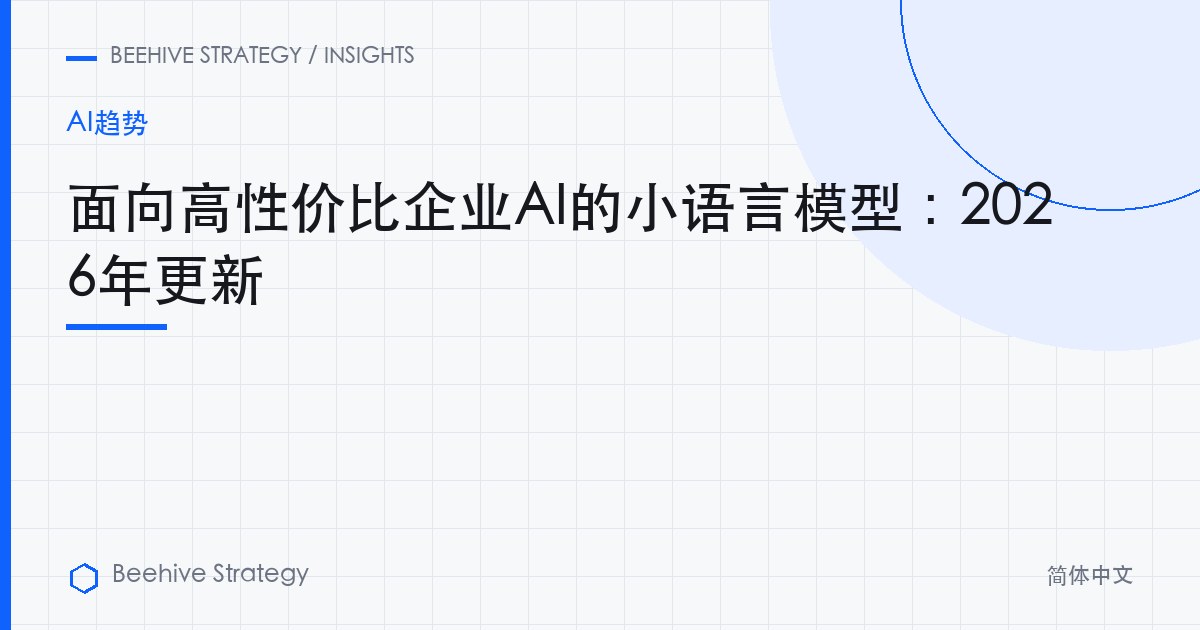 BEEHIVE STRATEGY / INSIGHTS
AI趋势
面向高性价比企业AI的小语言模型：202
6年更新
Beehive Strategy
简体中文